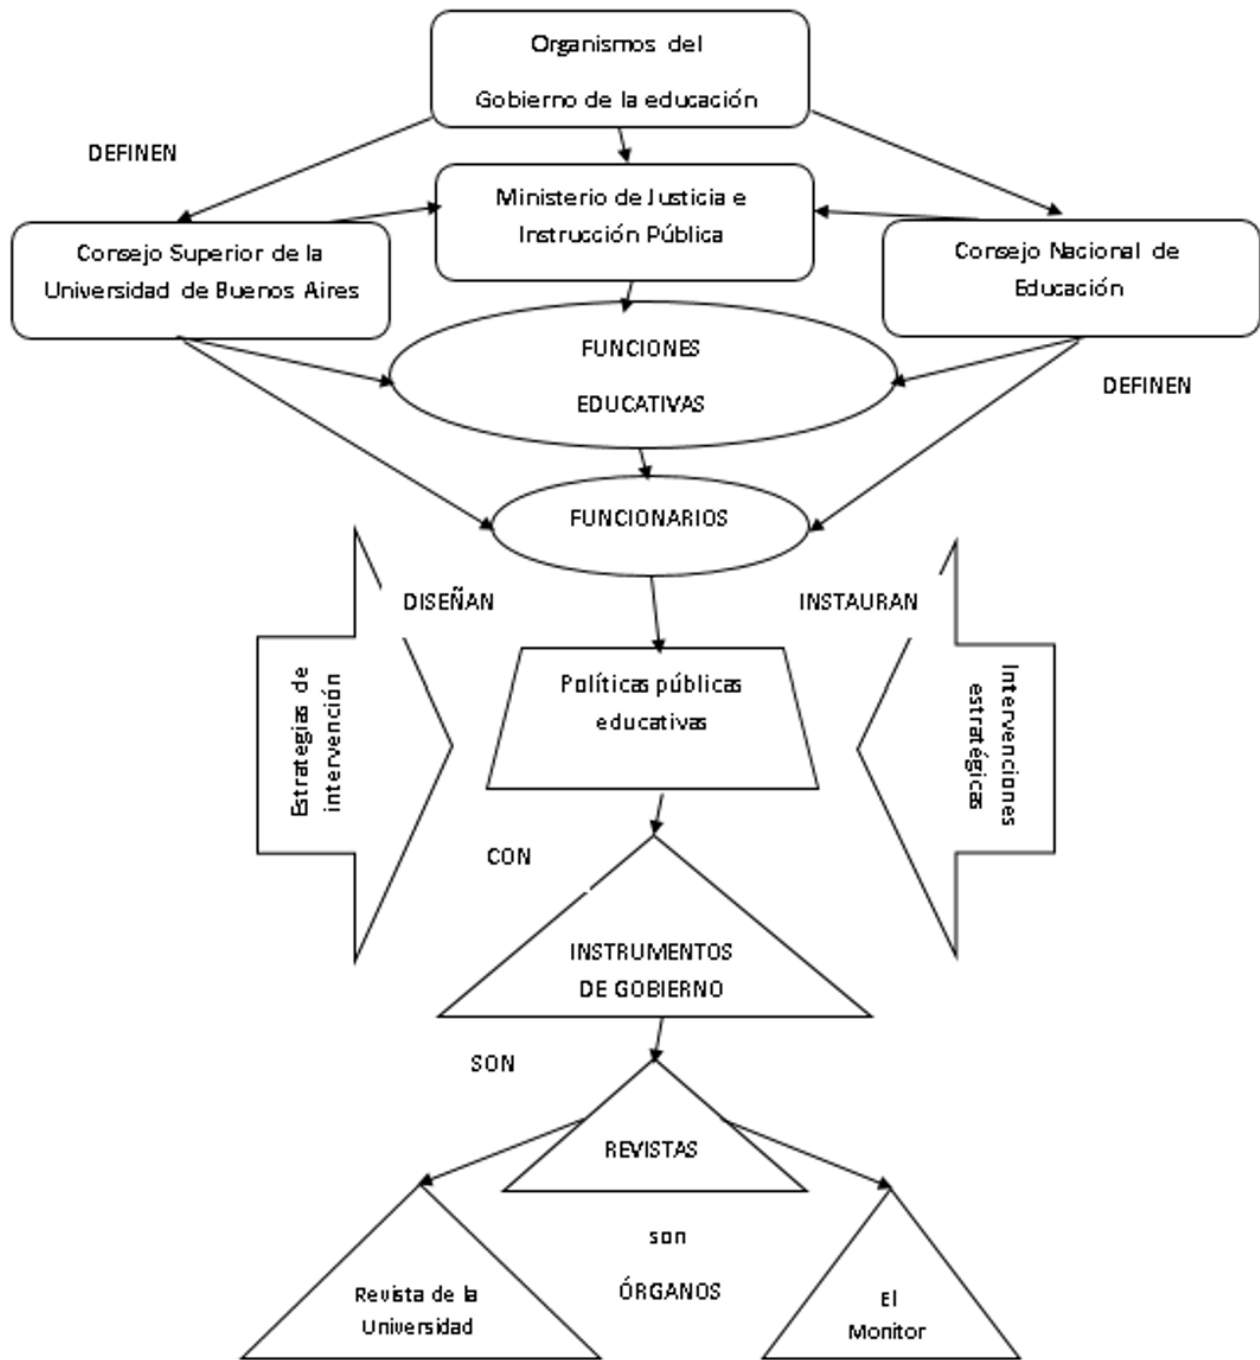 Organismos del
Gobierno de la educación
DEFINEN
Ministerio de Justicia e
Instrucción Pública
Consejo Superior de la
Universidad de Buenos Aires
Consejo Nacional de
Educación
FUNCIONES
EDUCATIVAS
DEFINEN
FUNCIONARIOS
DISEÑAN
INSTAURAN
Estrategias de
intervención
Políticas públicas
educativas
Intervenciones
estratégicas
CON
INSTRUMENTOS
DE GOBIERNO
SON
REVISTAS
son
ÓRGANOS
Revista de la
Universidad
El
Monitor